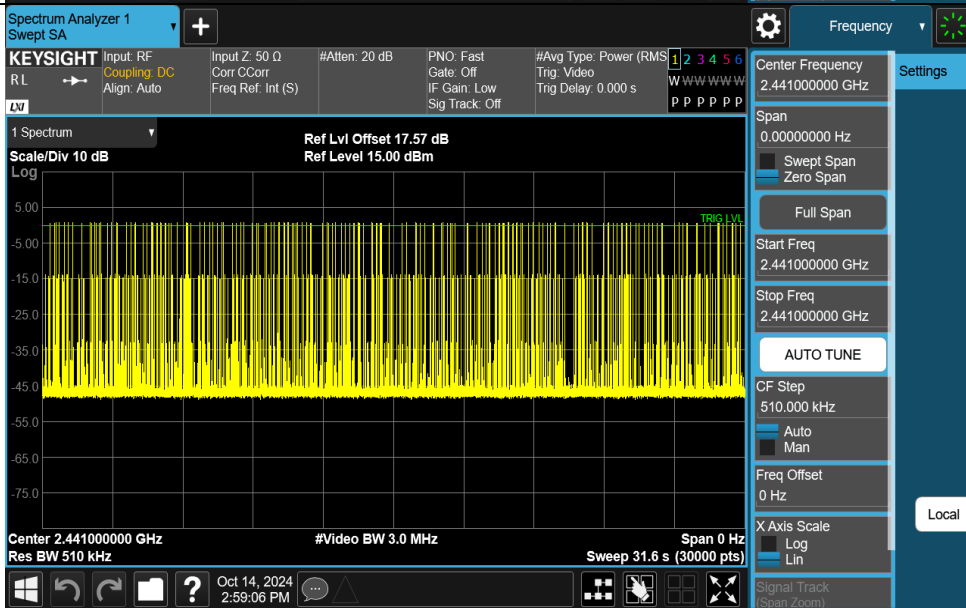 Spectrum Analyzer 1
Swept SA
+
Frequency
KEYSIGHT
RL
LXI
Input: RF
Coupling: DC
Align: Auto
Input Z: 50 Ω
Corr CCorr
Freq Ref: Int (S)
#Atten: 20 dB
PNO: Fast
Gate: Off
IF Gain: Low
Sig Track: Off
#Avg Type: Power (RMS
Trig: Video
Trig Delay: 0.000 s
1 2 3 4 5 6
W W W W W W
P P P P P P
1 Spectrum
Scale/Div 10 dB
Log
Ref Lvl Offset 17.57 dB
Ref Level 15.00 dBm
TRIG LVL
5.00
-5.00
-15.0
-25.0
-35.0
-45.0
-55.0
-65.0
-75.0
Center 2.441000000 GHz
Res BW 510 kHz
#Video BW 3.0 MHz
Span 0 Hz
Sweep 31.6 s (30000 pts)
Oct 14, 2024
2:59:06 PM
?
Center Frequency
2.441000000 GHz
Settings
Span
0.00000000 Hz
Swept Span
Zero Span
Full Span
Start Freq
2.441000000 GHz
Stop Freq
2.441000000 GHz
AUTO TUNE
CF Step
510.000 kHz
Auto
Man
Freq Offset
0 Hz
Local
X Axis Scale
Log
Lin
Signal Track
(Span Zoom)